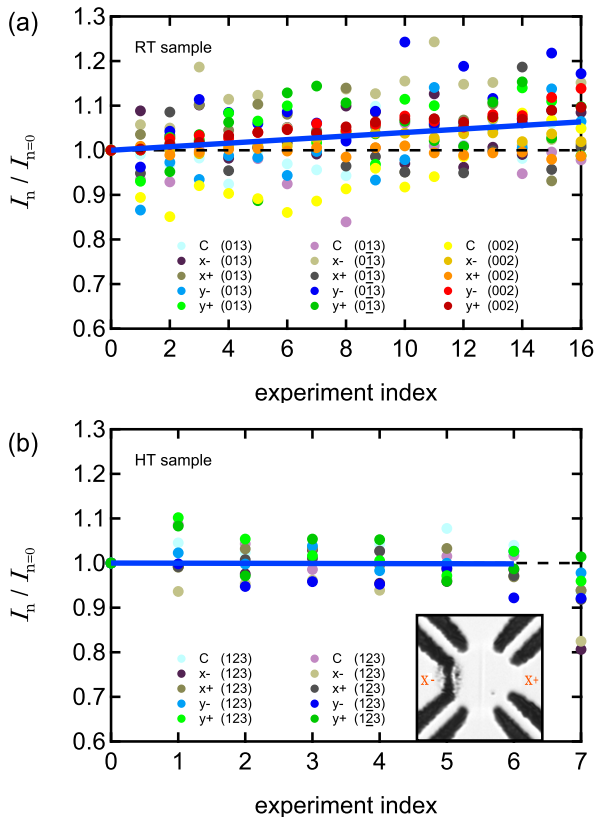 (a)
1.3
RT sample
1.2
1.1
1.0
0.9
0.8
0.7
0.6
I_n / I_{n=0}
C (013) C (01̲3) C (002)
x- (013) x- (01̲3) x- (002)
x+ (013) x+ (01̲3) x+ (002)
y- (013) y- (01̲3) y- (002)
y+ (013) y+ (01̲3) y+ (002)
0 2 4 6 8 10 12 14 16
experiment index
(b)
1.3
HT sample
1.2
1.1
1.0
0.9
0.8
0.7
0.6
I_n / I_{n=0}
C (123) C (12̲3)
x- (123) x- (12̲3)
x+ (123) x+ (12̲3)
y- (123) y- (12̲3)
y+ (123) y+ (12̲3)
X- X+
0 1 2 3 4 5 6 7
experiment index